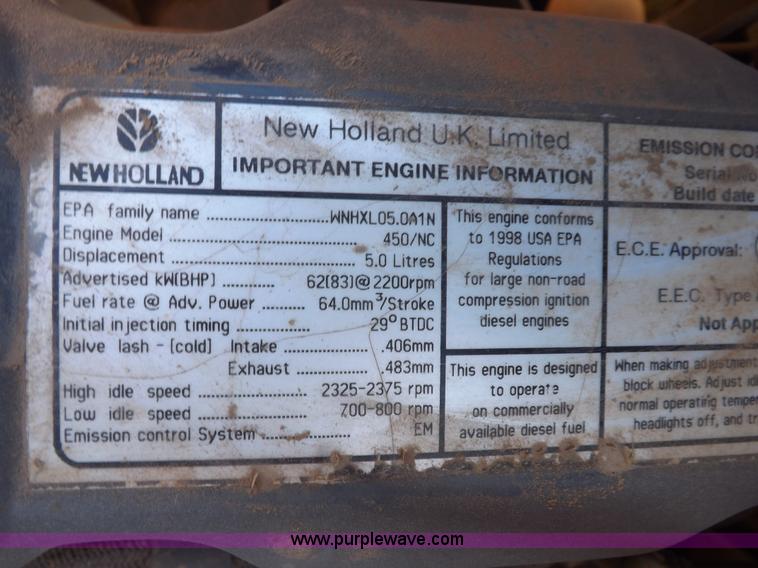 NEW HOLLAND
New Holland U.K. Limited
IMPORTANT ENGINE INFORMATION
EPA family name ........................ WNHXL05.0A1N
Engine Model .................................... 450/NC
Displacement .................................... 5.0 Litres
Advertised kW(BHP) ........... 62(83)@2200rpm
Fuel rate @ Adv. Power ......... 64.0mm³/Stroke
Initial injection timing ............... 29° BTDC
Valve lash - (cold) Intake ................. .406mm
Exhaust ................. .483mm
High idle speed ..................... 2325-2375 rpm
Low idle speed ..................... 700-800 rpm
Emission control System .................. EM
This engine conforms
to 1998 USA EPA
Regulations
for large non-road
compression ignition
diesel engines
This engine is designed
to operate
on commercially
available diesel fuel
EMISSION
Serial
Build date
E.C.E. Approval:
E.E.C. Type
Not
When making
block wheels. Adjust
normal operating
headlights off, and
www.purplewave.com